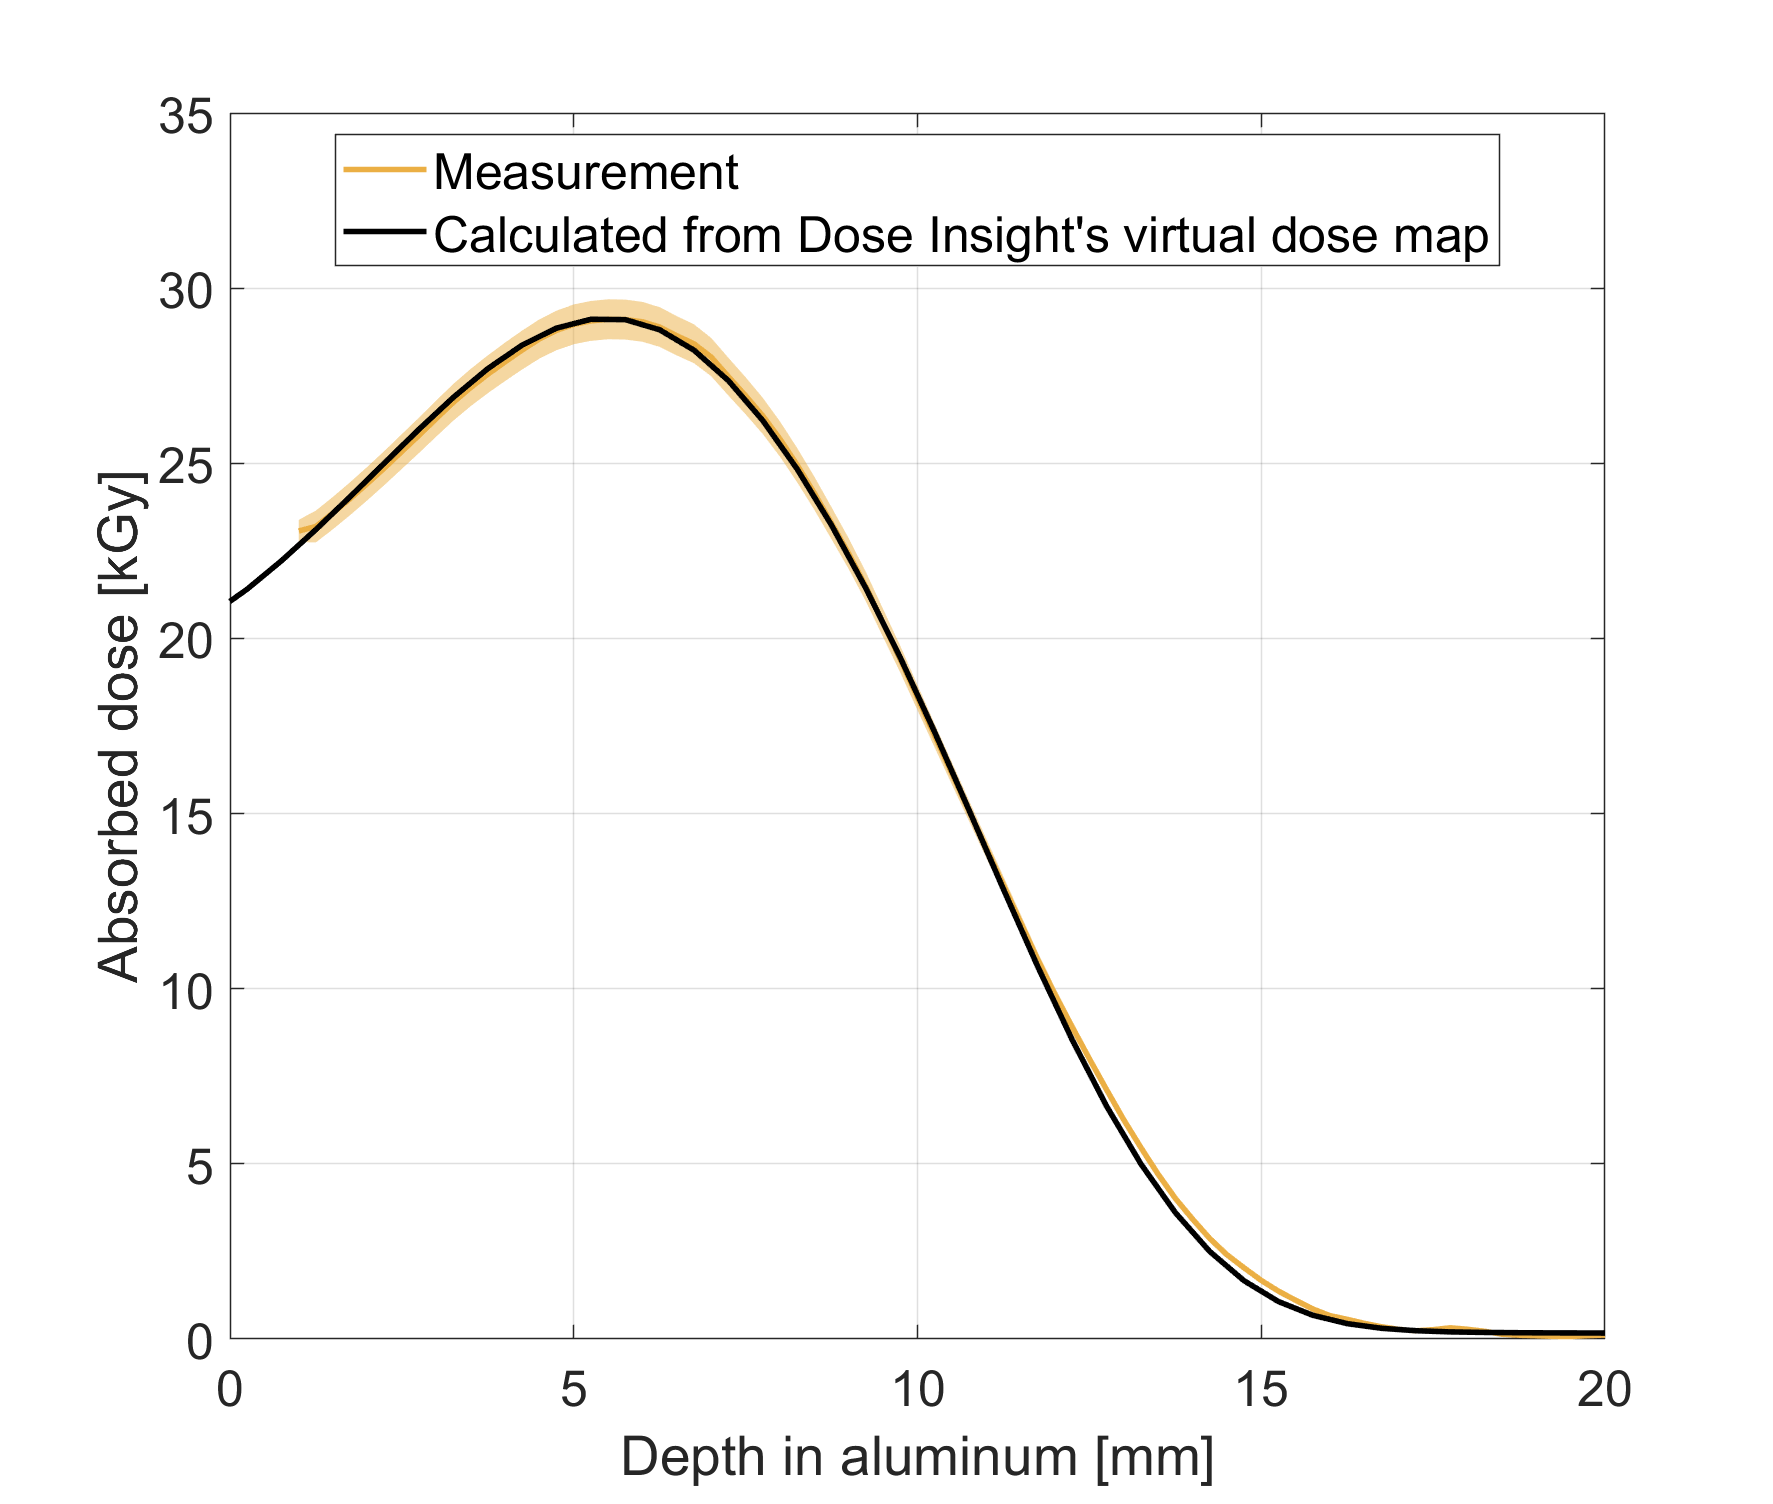 35
30
25
20
15
10
5
0
Measurement
Calculated from Dose Insight's virtual dose map
Absorbed dose [kGy]
0 5 10 15 20
Depth in aluminum [mm]